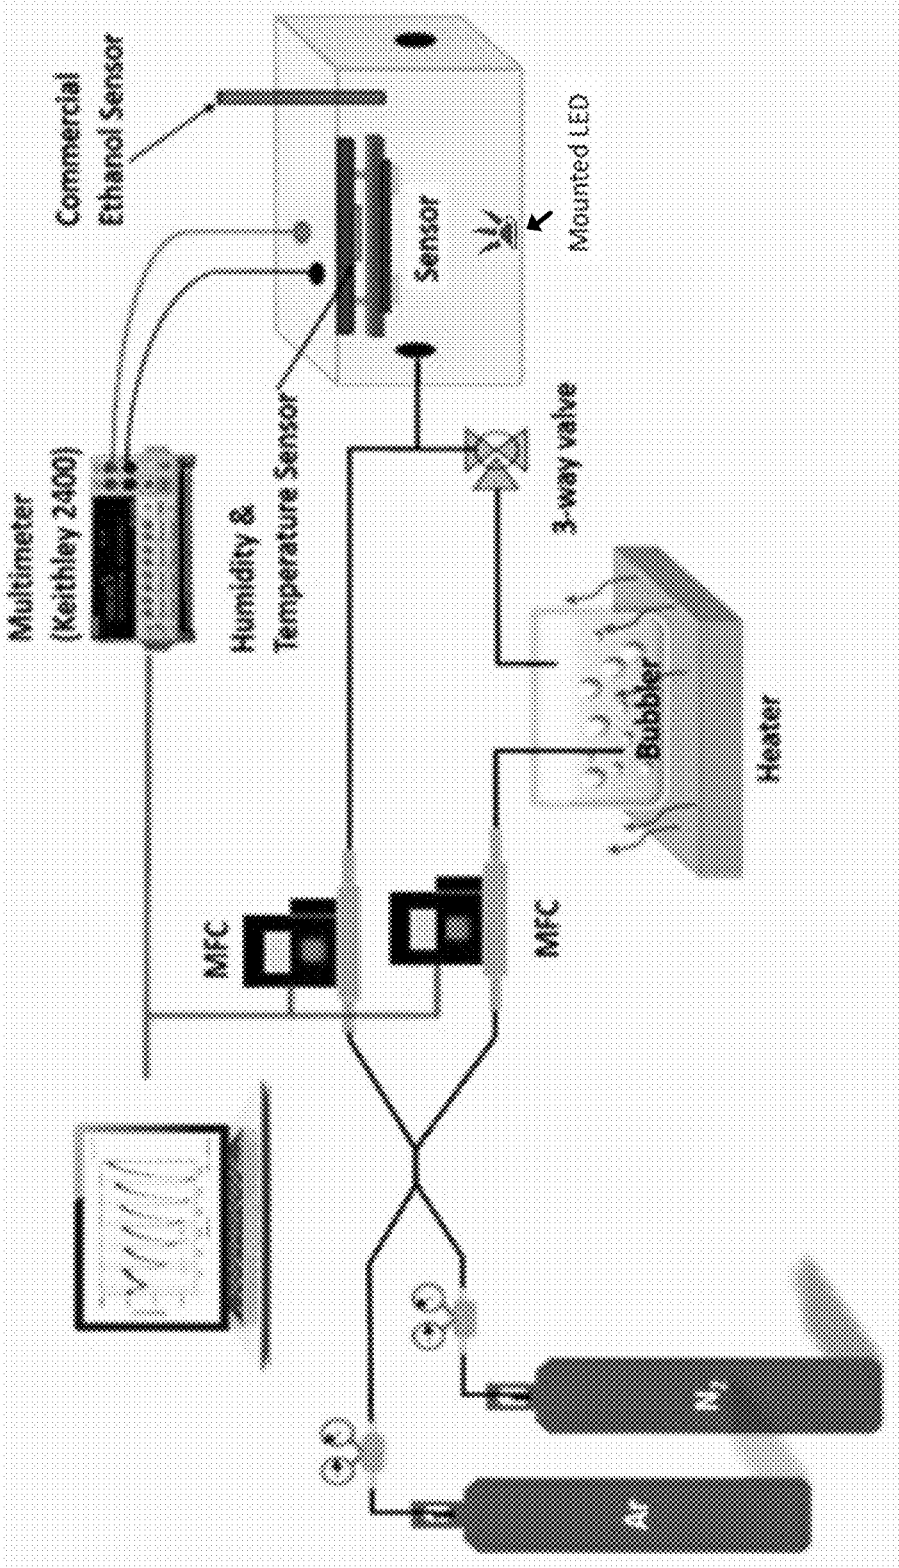 Ar
N2
MFC
MFC
Multimeter
(Keithley 2400)
Humidity &
Temperature Sensor
Commercial
Ethanol Sensor
Sensor
Mounted LED
3-way valve
Bubbler
Heater